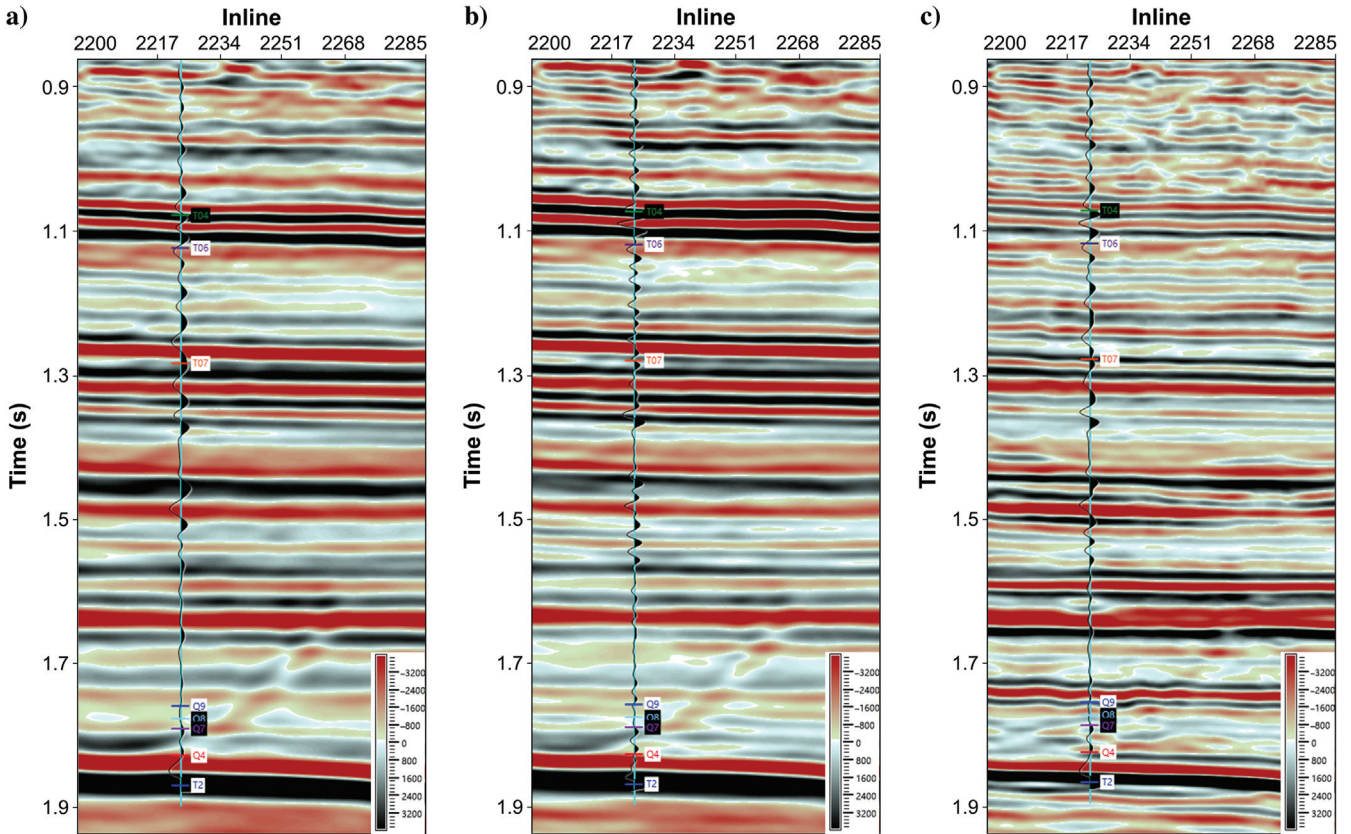 a)
Inline
2200 2217 2234 2251 2268 2285
Time (s)
0.9
1.1
1.3
1.5
1.7
1.9
T04
T06
T07
Q9
Q8
Q7
Q4
T2
-3200
-2400
-1600
-800
0
800
1600
2400
3200
b)
Inline
2200 2217 2234 2251 2268 2285
Time (s)
0.9
1.1
1.3
1.5
1.7
1.9
T04
T06
T07
Q9
Q8
Q7
Q4
T2
-3200
-2400
-1600
-800
0
800
1600
2400
3200
c)
Inline
2200 2217 2234 2251 2268 2285
Time (s)
0.9
1.1
1.3
1.5
1.7
1.9
T04
T06
T07
Q9
Q8
Q7
Q4
T2
-3200
-2400
-1600
-800
0
800
1600
2400
3200